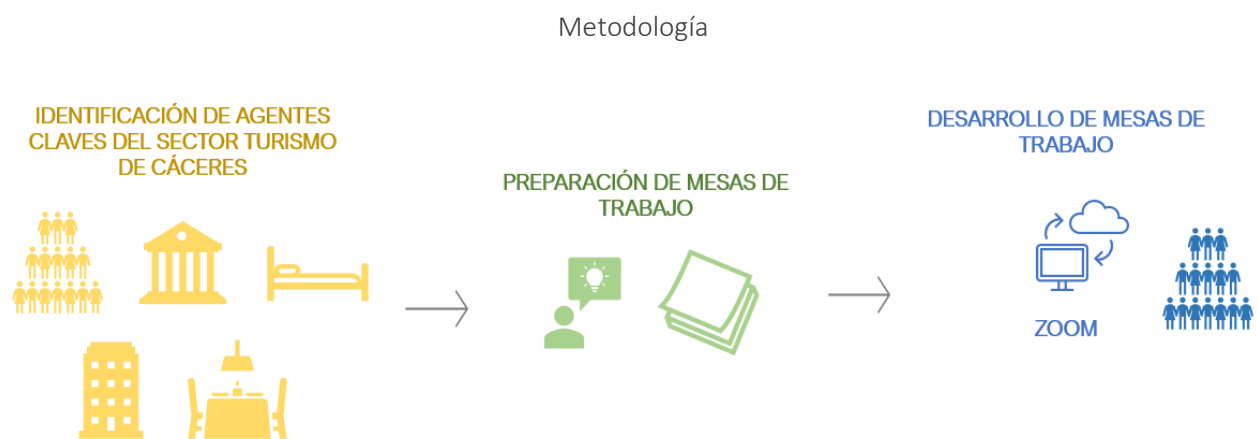 Metodología
IDENTIFICACIÓN DE AGENTES
CLAVES DEL SECTOR TURISMO
DE CÁCERES
PREPARACIÓN DE MESAS DE
TRABAJO
DESARROLLO DE MESAS DE
TRABAJO
ZOOM